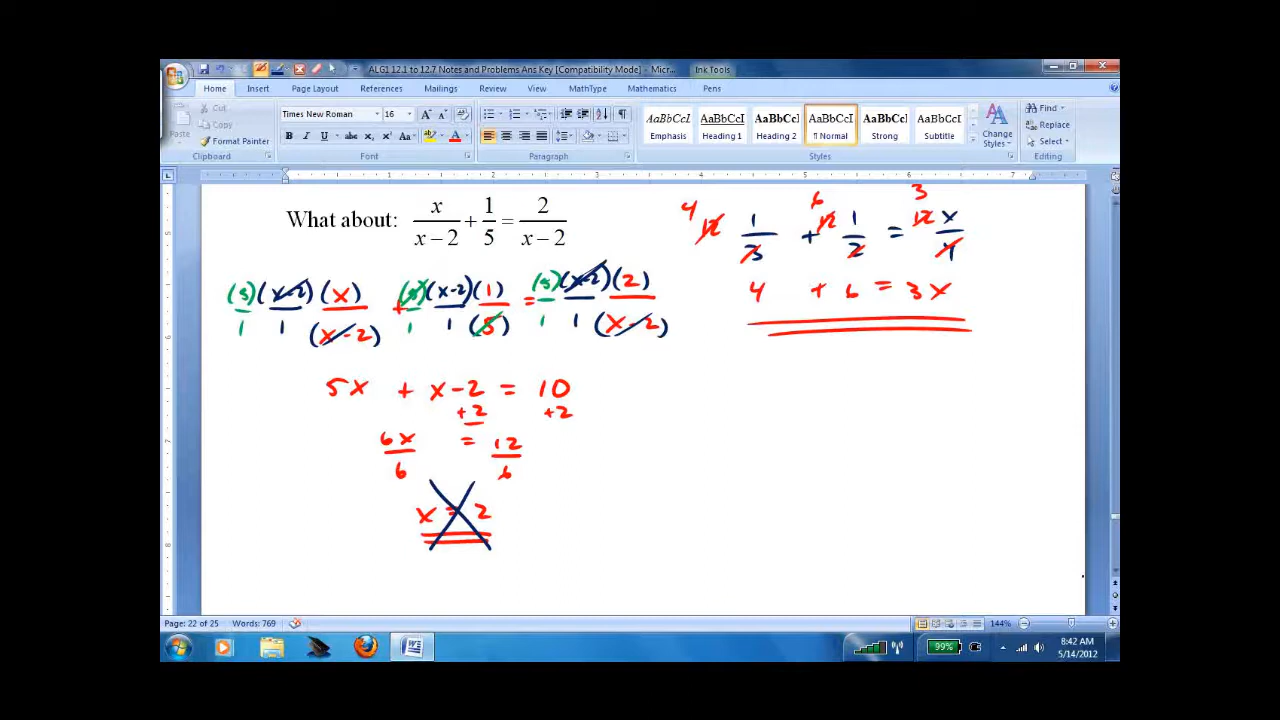 ALG1 12.1 to 12.7 Notes and Problems Ans Key [Compatibility Mode] - Micr... Ink Tools
Home Insert Page Layout References Mailings Review View MathType Mathematics Pens
Cut
Copy
Paste
Format Painter
Times New Roman 16
AaBbCcI AaBbCcI AaBbCc AaBbCcI AaBbCcI AaBbCcI
Emphasis Heading 1 Heading 2 ¶ Normal Strong Subtitle
Change Styles
Find
Replace
Select
Clipboard Font Paragraph Styles Editing
What about: x/(x−2) + 1/5 = 2/(x−2)
(5)/1 (x-2)/1 (x)/(x-2) + (5)/1 (x-2)/1 (1)/(5) = (5)/1 (x-2)/1 (2)/(x-2)
5x + x-2 = 10
+2 +2
6x/6 = 12/6
x = 2
4 6 3
12 1/3 + 12 1/2 = 12 x/4
4 + 6 = 3x
Page: 22 of 25 Words: 769 144%
99% 8:42 AM
5/14/2012